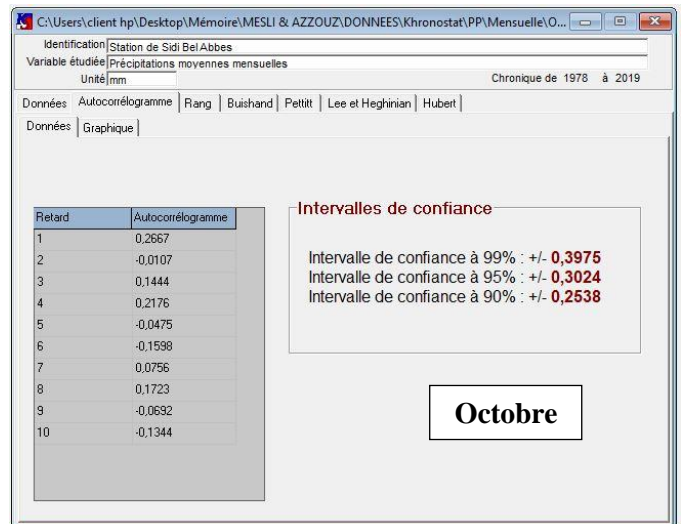 C:\Users\client hp\Desktop\Mémoire\MESLI & AZZOUZ\DONNEES\Khronostat\PP\Mensuelle\O...
Identification Station de Sidi Bel Abbes
Variable étudiée Précipitations moyennes mensuelles
Unité mm Chronique de 1978 à 2019
Données Autocorrélogramme Rang Buishand Pettitt Lee et Heghinian Hubert
Données Graphique
Intervalles de confiance
Retard Autocorrélogramme
1 0,2667
2 -0,0107
3 0,1444
4 0,2176
5 -0,0475
6 -0,1598
7 0,0756
8 0,1723
9 -0,0692
10 -0,1344
Intervalle de confiance à 99% : +/- 0,3975
Intervalle de confiance à 95% : +/- 0,3024
Intervalle de confiance à 90% : +/- 0,2538
Octobre